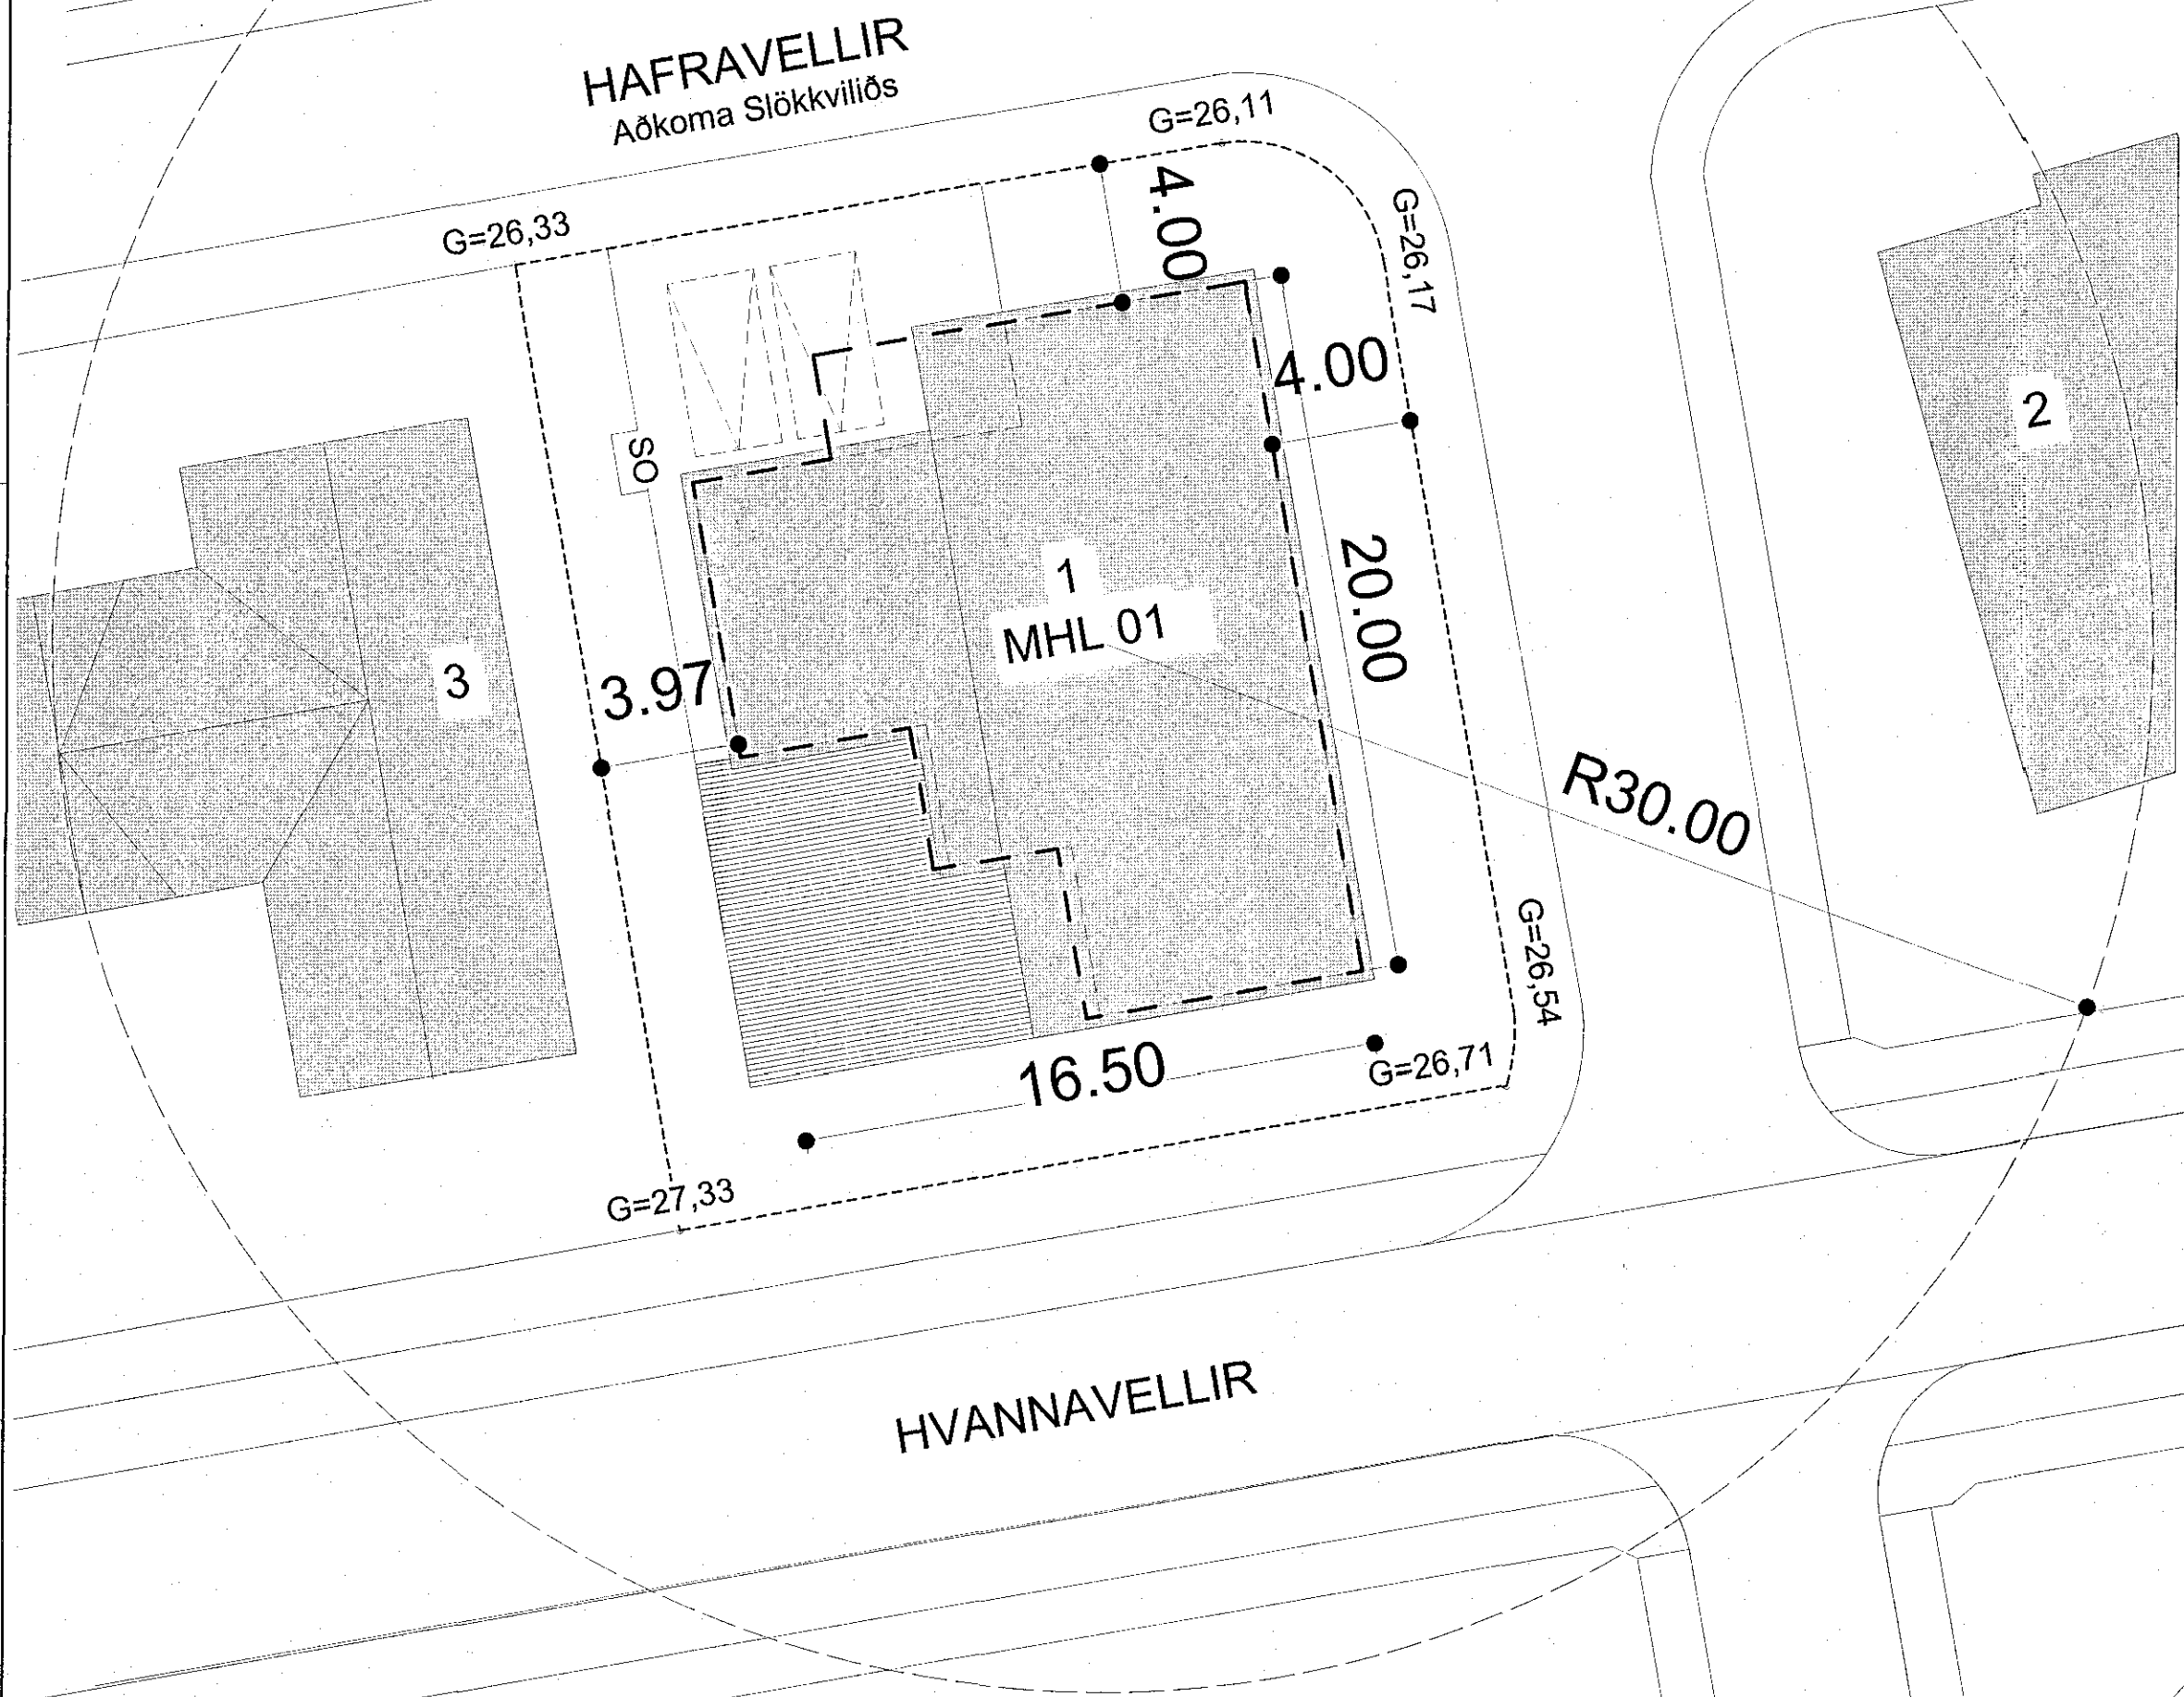 HAFRAVELLIR
Aðkoma Slökkviliðs
G=26,11
G=26,33
4.00
G=26,17
4.00
2
SO
1
MHL 01
20.00
3
3.97
R30.00
G=26,54
16.50
G=26,71
G=27,33
HVANNAVELLIR